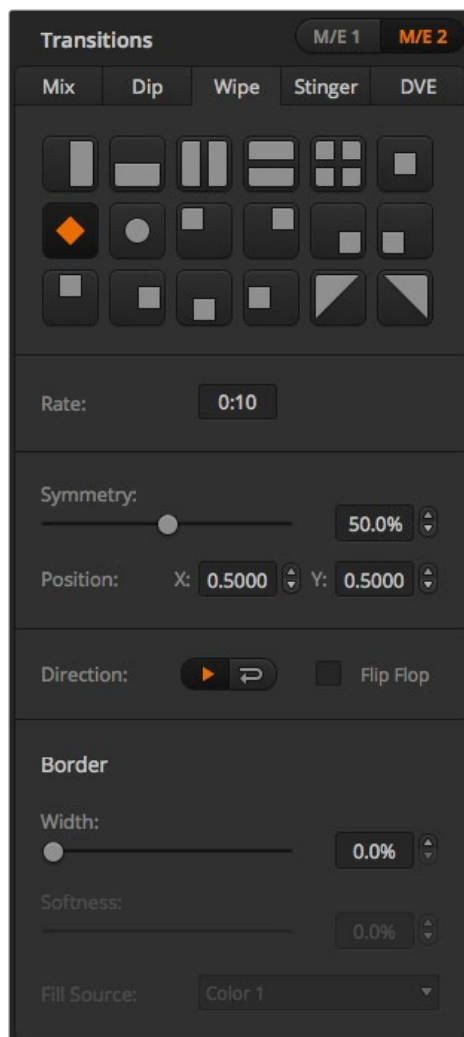 Transitions M/E 1 M/E 2
Mix Dip Wipe Stinger DVE
Rate: 0:10
Symmetry:
50.0%
Position: X: 0.5000 Y: 0.5000
Direction: Flip Flop
Border
Width:
0.0%
Softness:
0.0%
Fill Source: Color 1